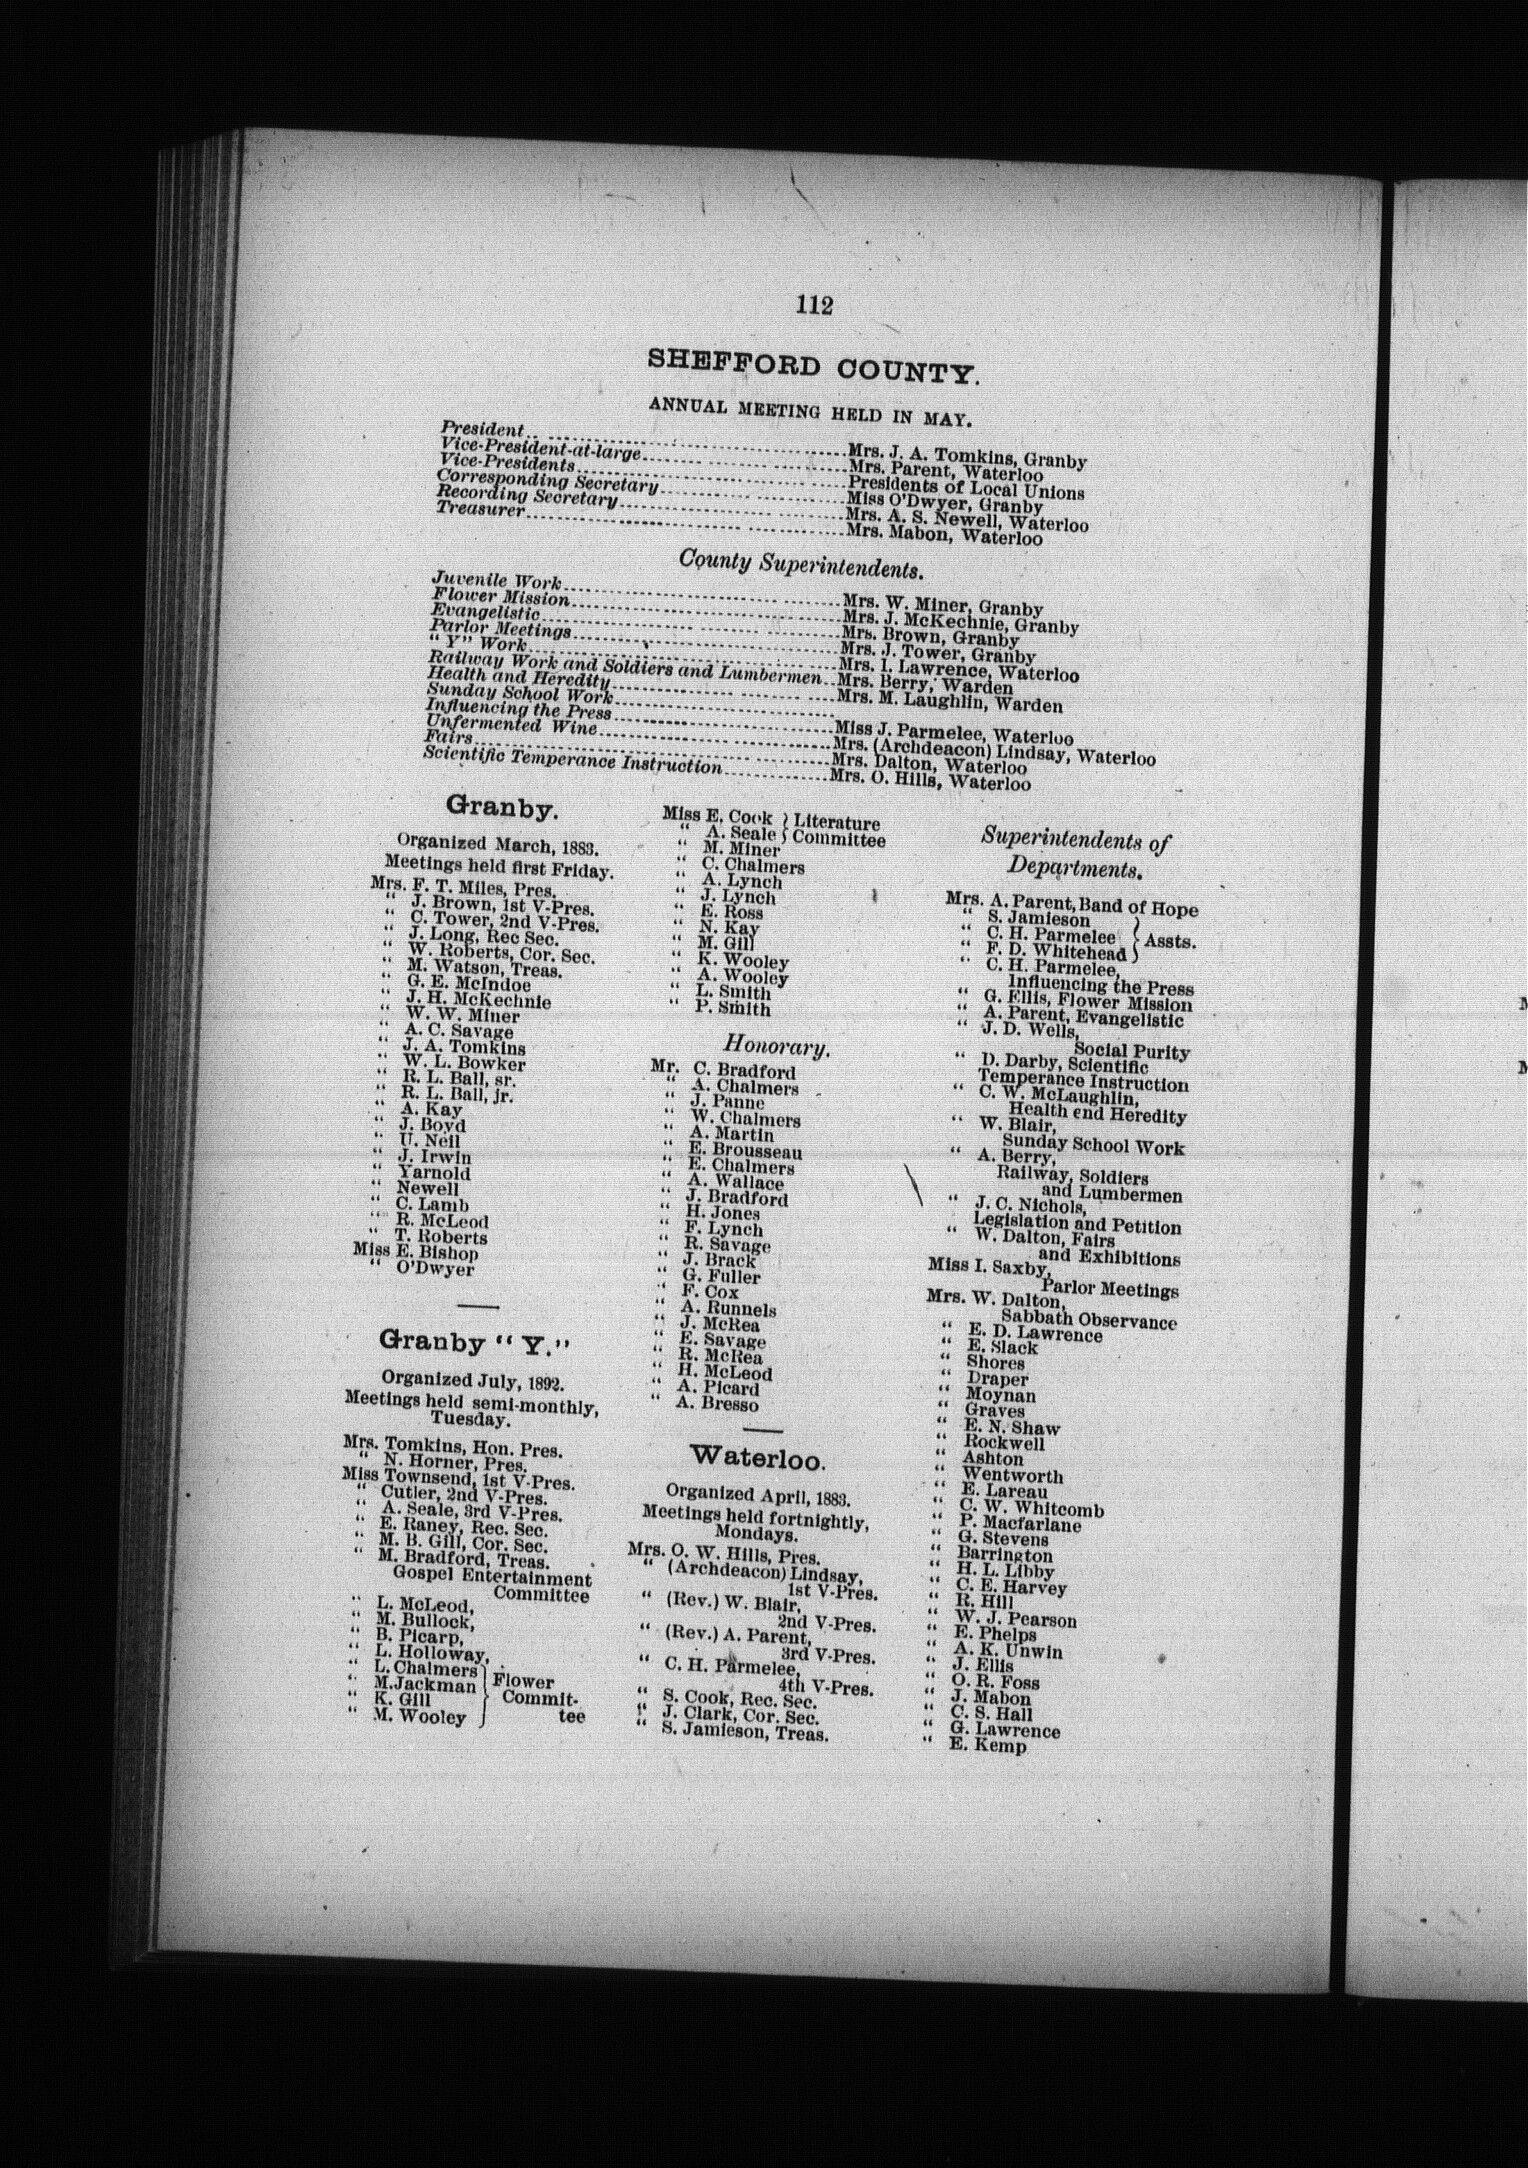 112
SHEFFORD COUNTY.
ANNUAL MEETING HELD IN MAY.
President.. ........................Mrs. J. A. Tomkins, Granby
Vice-President-at-large........ ........ ... ......Mrs. Parent, Waterloo
Vice-Presidents........................ ......Presidents of Local Unions
Corresponding Secretary............ ............Miss O'Dwyer, Granby
Recording Secretary.................. .........Mrs. A. S. Newell, Waterloo
Treasurer.............................. ............Mrs. Mabon, Waterloo
County Superintendents.
Juvenile Work........................... .......Mrs. W. Miner, Granby
Flower Mission........................... .......Mrs. J. McKechnie, Granby
Evangelistic.................. ....... .........Mrs. Brown, Granby
Parlor Meetings.................................Mrs. J. Tower, Granby
"Y" Work.......................................Mrs. I. Lawrence, Waterloo
Railway Work and Soldiers and Lumbermen..Mrs. Berry, Warden
Health and Heredity................ ....... ....Mrs. M. Laughlin, Warden
Sunday School Work..............................
Influencing the Press.............................Miss J. Parmelee, Waterloo
Unfermented Wine................ ............Mrs. (Archdeacon) Lindsay, Waterloo
Fairs.................................. .........Mrs. Dalton, Waterloo
Scientific Temperance Instruction.............Mrs. O. Hills, Waterloo
Granby.
Organized March, 1883.
Meetings held first Friday.
Mrs. F. T. Miles, Pres.
" J. Brown, 1st V-Pres.
" C. Tower, 2nd V-Pres.
" J. Long, Rec Sec.
" W. Roberts, Cor. Sec.
" M. Watson, Treas.
" G. E. McIndoe
" J. H. McKechnie
" W. W. Miner
" A. C. Savage
" J. A. Tomkins
" W. L. Bowker
" R. L. Ball, sr.
" R. L. Ball, jr.
" A. Kay
" J. Boyd
" U. Neil
" J. Irwin
" Yarnold
" Newell
" C. Lamb
" R. McLeod
" T. Roberts
Miss E. Bishop
" O'Dwyer
Granby "Y."
Organized July, 1892.
Meetings held semi-monthly,
Tuesday.
Mrs. Tomkins, Hon. Pres.
" N. Horner, Pres.
Miss Townsend, 1st V-Pres.
" Cutler, 2nd V-Pres.
" A. Seale, 3rd V-Pres.
" E. Raney, Rec. Sec.
" M. B. Gill, Cor. Sec.
" M. Bradford, Treas.
Gospel Entertainment
Committee
" L. McLeod,
" M. Bullock,
" B. Picarp,
" L. Holloway,
" L. Chalmers } Flower
" M. Jackman } Commit-
" K. Gill } tee
" M. Wooley }
Miss E. Cook } Literature
" A. Seale } Committee
" M. Miner
" C. Chalmers
" A. Lynch
" J. Lynch
" E. Ross
" N. Kay
" M. Gill
" K. Wooley
" A. Wooley
" L. Smith
" P. Smith
Honorary.
Mr. C. Bradford
" A. Chalmers
" J. Panne
" W. Chalmers
" A. Martin
" E. Brousseau
" E. Chalmers
" A. Wallace
" J. Bradford
" H. Jones
" F. Lynch
" R. Savage
" J. Brack
" G. Fuller
" F. Cox
" A. Runnels
" J. McRea
" E. Savage
" R. McRea
" H. McLeod
" A. Picard
" A. Bresso
Waterloo.
Organized April, 1883.
Meetings held fortnightly,
Mondays.
Mrs. O. W. Hills, Pres.
" (Archdeacon) Lindsay,
1st V-Pres.
" (Rev.) W. Blair,
2nd V-Pres.
" (Rev.) A. Parent,
3rd V-Pres.
" C. H. Parmelee,
4th V-Pres.
" S. Cook, Rec. Sec.
" J. Clark, Cor. Sec.
" S. Jamieson, Treas.
Superintendents of
Departments.
Mrs. A. Parent, Band of Hope
" S. Jamieson }
" C. H. Parmelee } Assts.
" F. D. Whitehead }
" C. H. Parmelee,
Influencing the Press
" G. Ellis, Flower Mission
" A. Parent, Evangelistic
" J. D. Wells,
Social Purity
" D. Darby, Scientific
Temperance Instruction
" C. W. McLaughlin,
Health end Heredity
" W. Blair,
Sunday School Work
" A. Berry,
Railway, Soldiers
and Lumbermen
" J. C. Nichols,
Legislation and Petition
" W. Dalton, Fairs
and Exhibitions
Miss I. Saxby,
Parlor Meetings
Mrs. W. Dalton,
Sabbath Observance
" E. D. Lawrence
" E. Slack
" Shores
" Draper
" Moynan
" Graves
" E. N. Shaw
" Rockwell
" Ashton
" Wentworth
" E. Lareau
" C. W. Whitcomb
" P. Macfarlane
" G. Stevens
" Barrington
" H. L. Libby
" C. E. Harvey
" R. Hill
" W. J. Pearson
" E. Phelps
" A. K. Unwin
" J. Ellis
" O. R. Foss
" J. Mabon
" C. S. Hall
" G. Lawrence
" E. Kemp